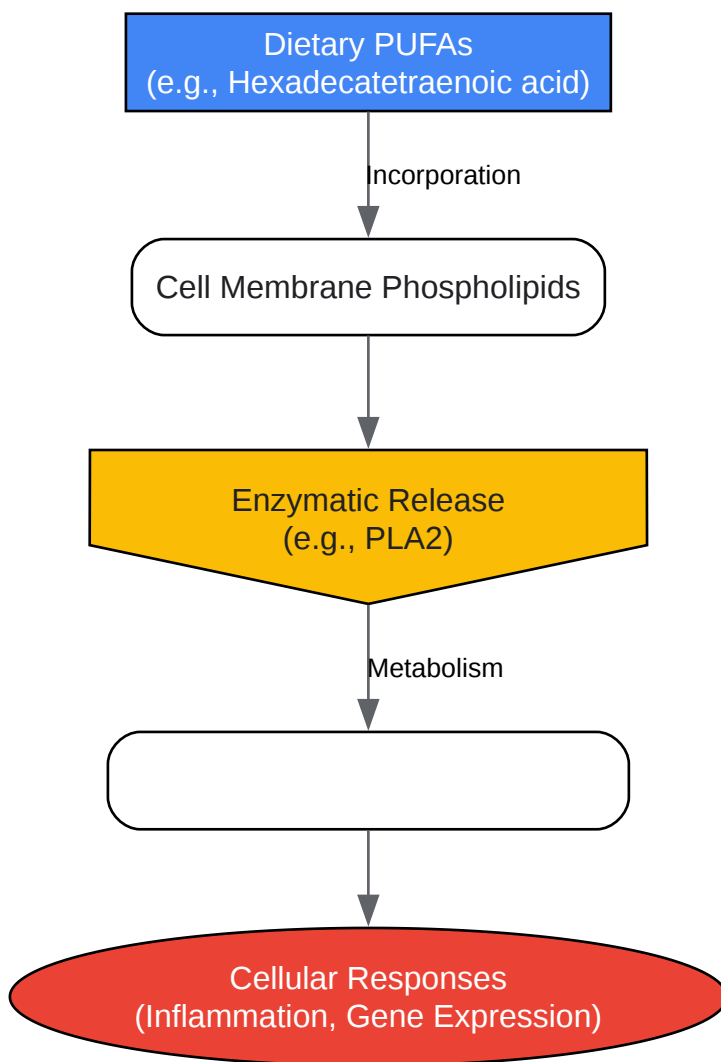 Dietary PUFAs
(e.g., Hexadecatetraenoic acid)
Incorporation
Cell Membrane Phospholipids
Enzymatic Release
(e.g., PLA2)
Metabolism
Cellular Responses
(Inflammation, Gene Expression)